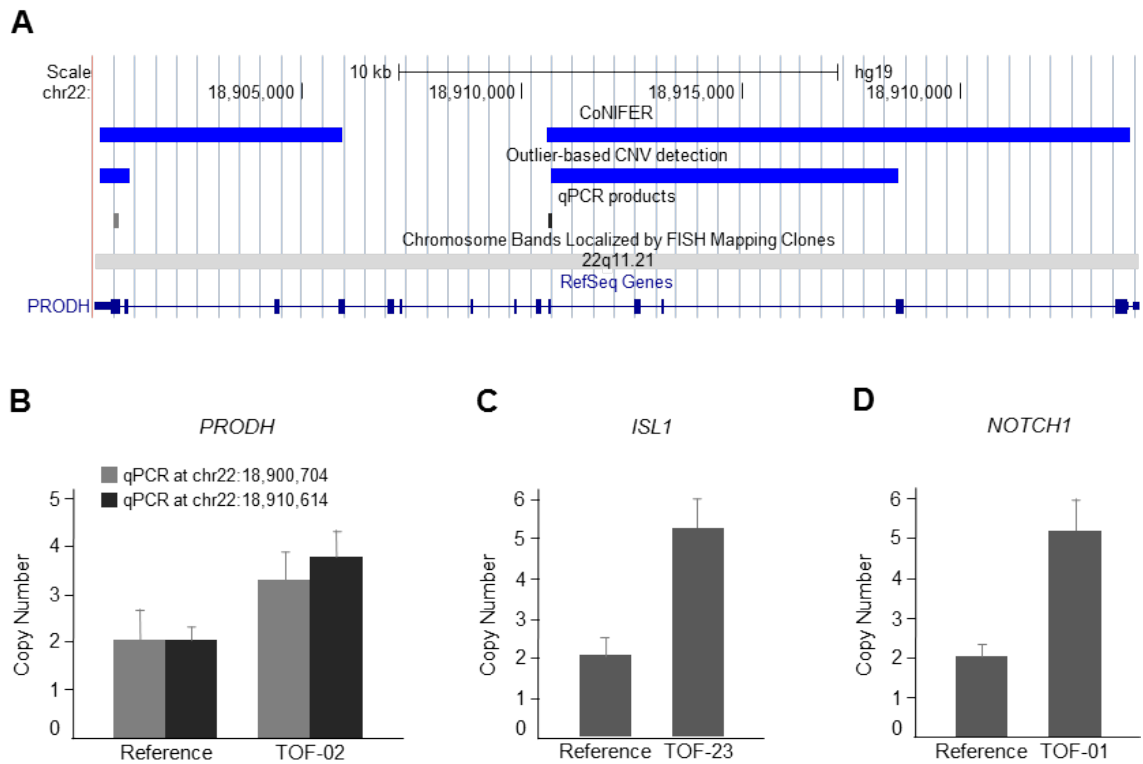 A
Scale
10 kb
hg19
chr22:
18,905,000
18,910,000
18,915,000
18,910,000
CoNIFER
Outlier-based CNV detection
qPCR products
Chromosome Bands Localized by FISH Mapping Clones
22q11.21
RefSeq Genes
PRODH
B
PRODH
qPCR at chr22:18,900,704
qPCR at chr22:18,910,614
Copy Number
5
4
3
2
1
0
Reference
TOF-02
C
ISL1
Copy Number
6
5
4
3
2
1
0
Reference
TOF-23
D
NOTCH1
Copy Number
6
5
4
3
2
1
0
Reference
TOF-01